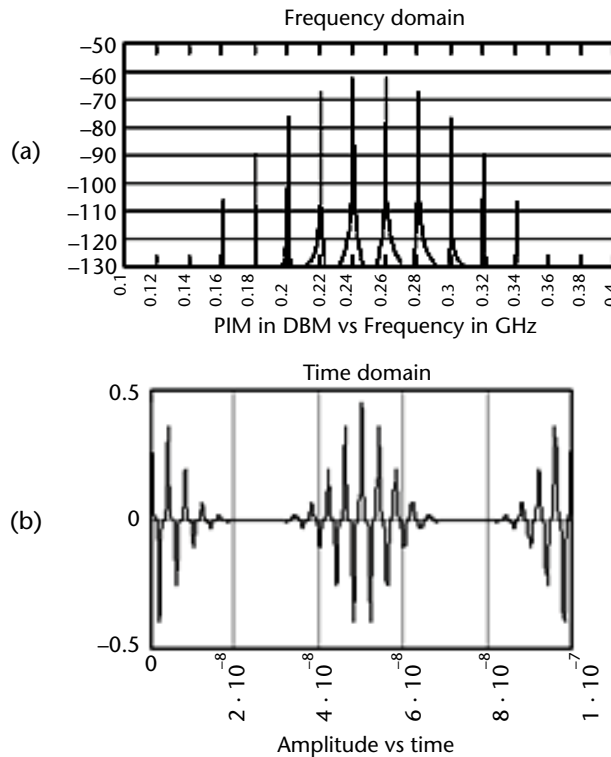 Frequency domain
(a)
−50
−60
−70
−80
−90
−100
−110
−120
−130
0.1 0.12 0.14 0.16 0.18 0.2 0.22 0.24 0.26 0.28 0.3 0.32 0.34 0.36 0.38 0.4
PIM in DBM vs Frequency in GHz
Time domain
(b)
0.5
0
−0.5
0 2 · 10⁻⁸ 4 · 10⁻⁸ 6 · 10⁻⁸ 8 · 10⁻⁸ 1 · 10⁻⁷
Amplitude vs time